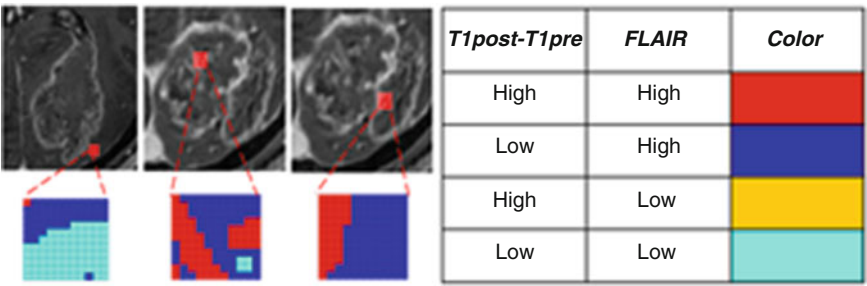 T1post-T1pre FLAIR Color
High High
Low High
High Low
Low Low